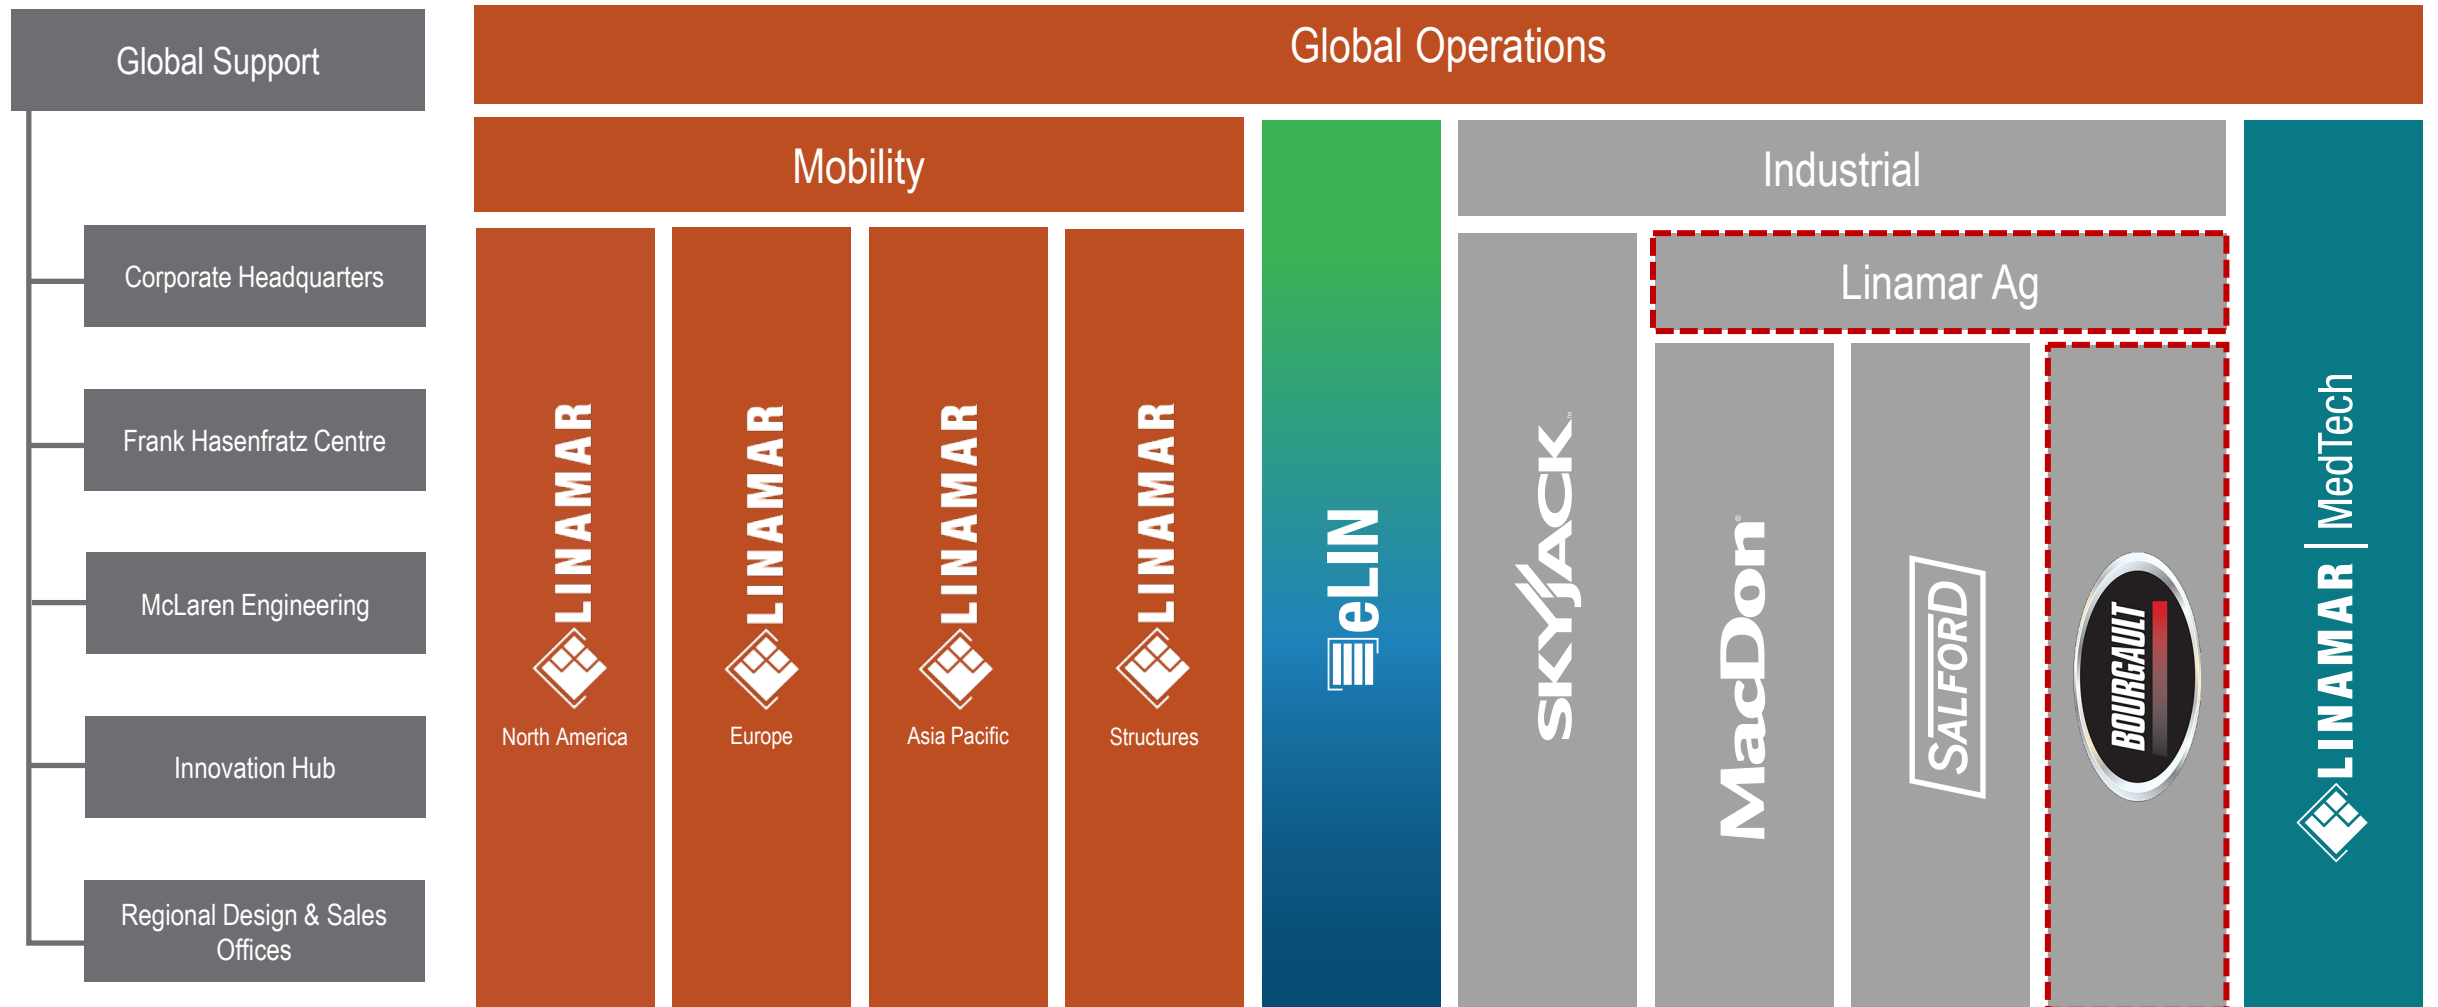 Global Support
Corporate Headquarters
Frank Hasenfratz Centre
McLaren Engineering
Innovation Hub
Regional Design & Sales
Offices
Global Operations
Mobility
LINAMAR
North America
LINAMAR
Europe
LINAMAR
Asia Pacific
LINAMAR
Structures
eLIN
Industrial
SKYJACK™
Linamar Ag
MacDon®
SALFORD
BOURGAULT
LINAMAR | MedTech